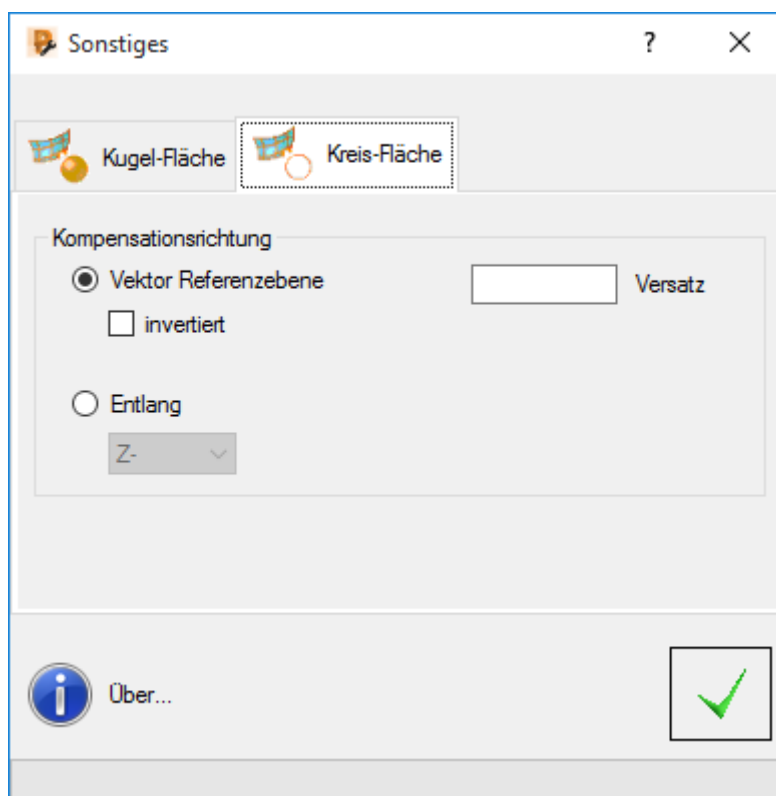 Sonstiges
?
Kugel-Fläche
Kreis-Fläche
Kompensationsrichtung
Vektor Referenzebene
Versatz
invertiert
Entlang
Z-
Über...